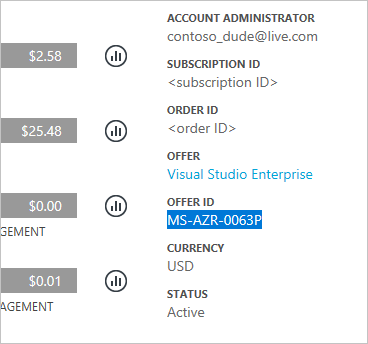 $2.58
$25.48
$0.00
GEMENT
$0.01
AGEMENT
ACCOUNT ADMINISTRATOR
contoso_dude@live.com
SUBSCRIPTION ID
<subscription ID>
ORDER ID
<order ID>
OFFER
Visual Studio Enterprise
OFFER ID
MS-AZR-0063P
CURRENCY
USD
STATUS
Active